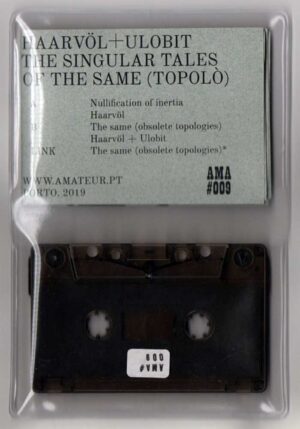 HAARVÖL+ULOBIT
THE SINGULAR TALES
OF THE SAME (TOPOLÒ)
A Nullification of inertia
Haarvöl
B The same (obsolete topologies)
Haarvöl + Ulobit
LINK The same (obsolete topologies)*
WWW.AMATEUR.PT
PORTO, 2019
AMA
#009
009
AMA#